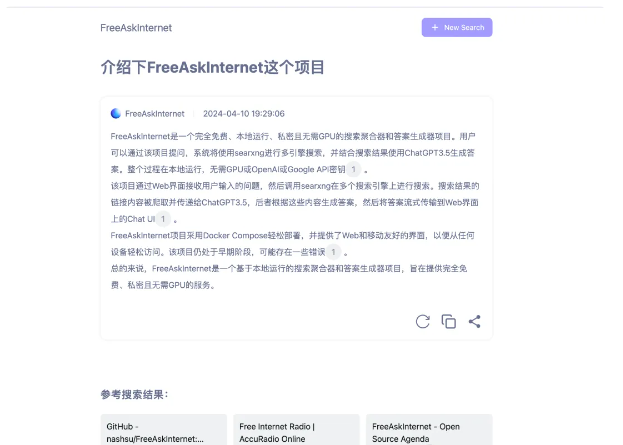 FreeAskInternet
+ New Search
介绍下FreeAskInternet这个项目
FreeAskInternet 2024-04-10 19:29:06
FreeAskInternet是一个完全免费、本地运行、私密且无需GPU的搜索聚合器和答案生成器项目。用户
可以通过该项目提问，系统将使用searxng进行多引擎搜索，并结合搜索结果使用ChatGPT3.5生成答
案。整个过程在本地运行，无需GPU或OpenAI或Google API密钥 1 。
该项目通过Web界面接收用户输入的问题，然后调用searxng在多个搜索引擎上进行搜索。搜索结果的
链接内容被爬取并传递给ChatGPT3.5，后者根据这些内容生成答案，然后将答案流式传输到Web界面
上的Chat UI 1 。
FreeAskInternet项目采用Docker Compose轻松部署，并提供了Web和移动友好的界面，以便从任何
设备轻松访问。该项目仍处于早期阶段，可能存在一些错误 1 。
总的来说，FreeAskInternet是一个基于本地运行的搜索聚合器和答案生成器项目，旨在提供完全免
费、私密且无需GPU的服务。
参考搜索结果：
GitHub -
nashsu/FreeAskInternet:...
Free Internet Radio |
AccuRadio Online
FreeAskInternet - Open
Source Agenda